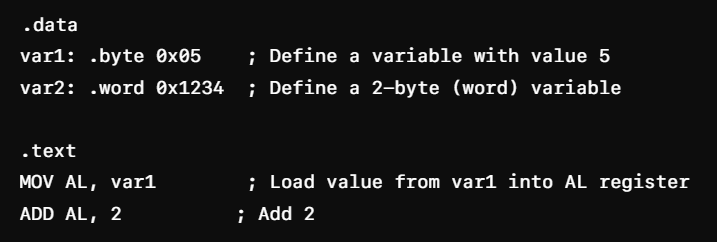 .data
var1: .byte 0x05    ; Define a variable with value 5
var2: .word 0x1234  ; Define a 2–byte (word) variable

.text
MOV AL, var1        ; Load value from var1 into AL register
ADD AL, 2          ; Add 2